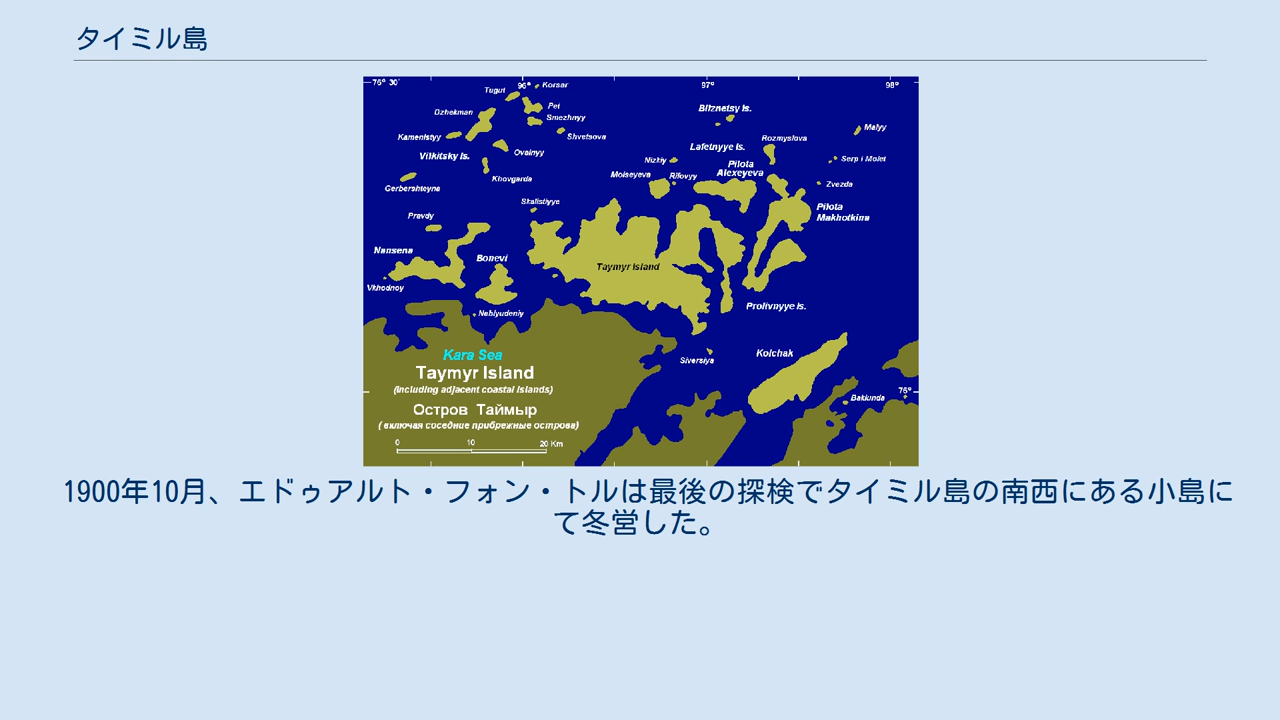 タイミル島
76° 30'
96°
97°
98°
Tugut
Korsar
Pet
Dzhekman
Smezhnyy
Shvetsova
Kamenistyy
Vilkitsky Is.
Ovalnyy
Khovgarda
Gerbershteyna
Bliznetsy Is.
Malyy
Rozmyslova
Lafetnyye Is.
Nizkiy
Pilota
Alexeyeva
Serp i Molot
Moiseyeva
Rifovyy
Zvezda
Skalistyye
Pravdy
Pilota
Makhotkina
Nansena
Bonevi
Taymyr Island
Vkhodnoy
Nablyudeniy
Prolivnyye Is.
Kara Sea
Taymyr Island
(including adjacent coastal islands)
Остров Таймыр
( включая соседние прибрежные острова)
0 10 20 Km
Siversiya
Kolchak
76°
Baklunda
1900年10月、エドゥアルト・フォン・トルは最後の探検でタイミル島の南西にある小島に
て冬営した。